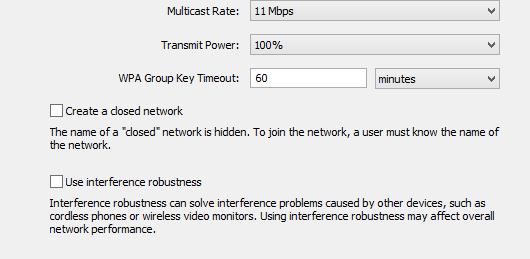 Multicast Rate: 11 Mbps
Transmit Power: 100%
WPA Group Key Timeout: 60 minutes
Create a closed network
The name of a "closed" network is hidden. To join the network, a user must know the name of
the network.
Use interference robustness
Interference robustness can solve interference problems caused by other devices, such as
cordless phones or wireless video monitors. Using interference robustness may affect overall
network performance.